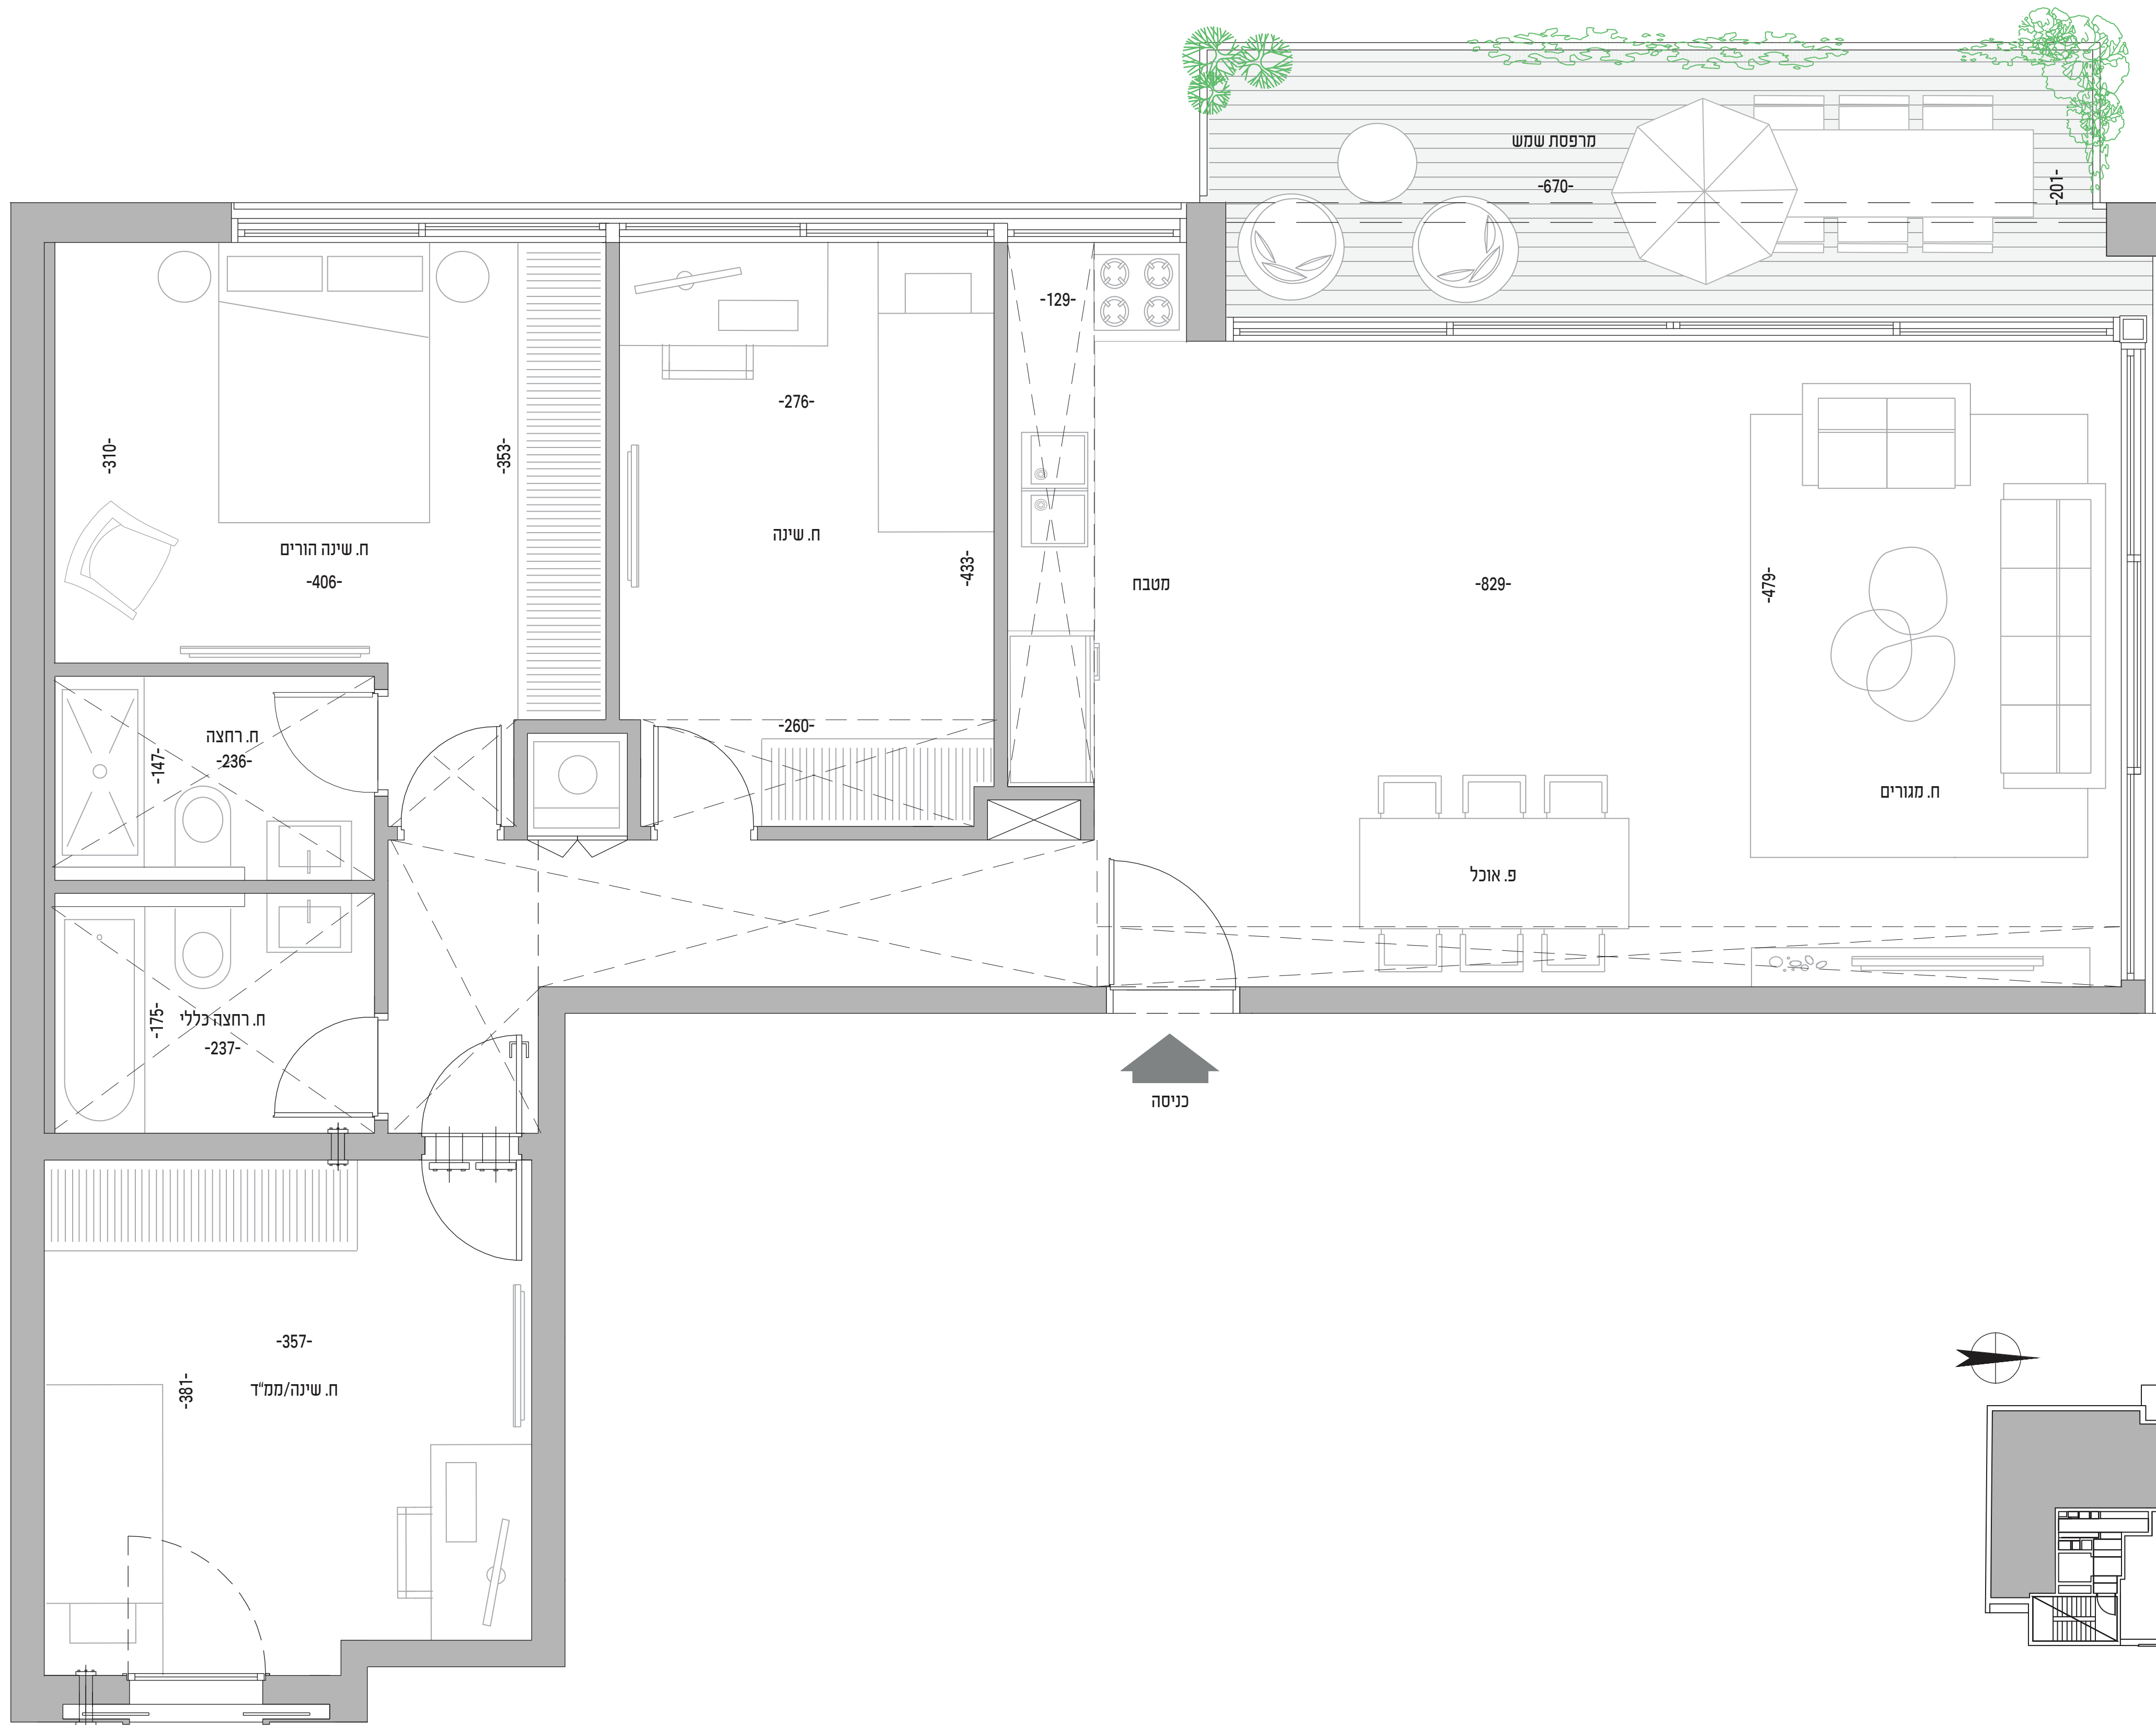 מרפסת שמש
-670-
-201-
-129-
-276-
-310-
-353-
ח. שינה הורים
-406-
ח. שינה
-433-
מטבח
-829-
-479-
ח. רחצה
-236-
-147-
-260-
ח. מגורים
פ. אוכל
ח. רחצה כללי
-237-
-175-
כניסה
-357-
ח. שינה/ממ"ד
-381-